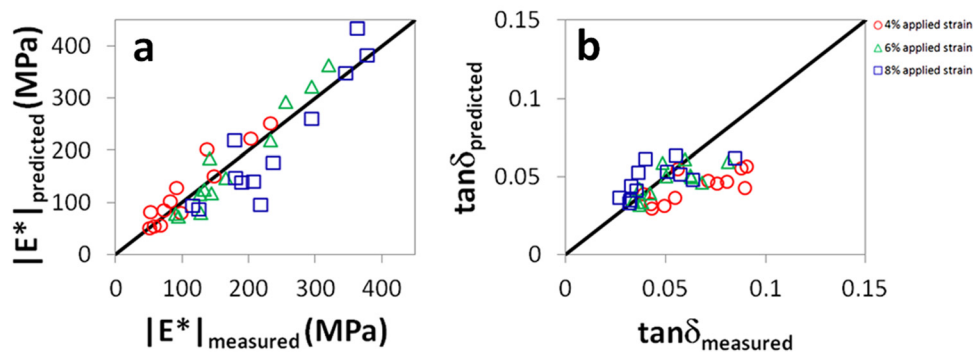 a
|E*|predicted (MPa)
400
300
200
100
0
0 100 200 300 400
|E*|measured (MPa)
b
tanδpredicted
0.15
0.1
0.05
0
0 0.05 0.1 0.15
tanδmeasured
4% applied strain
6% applied strain
8% applied strain